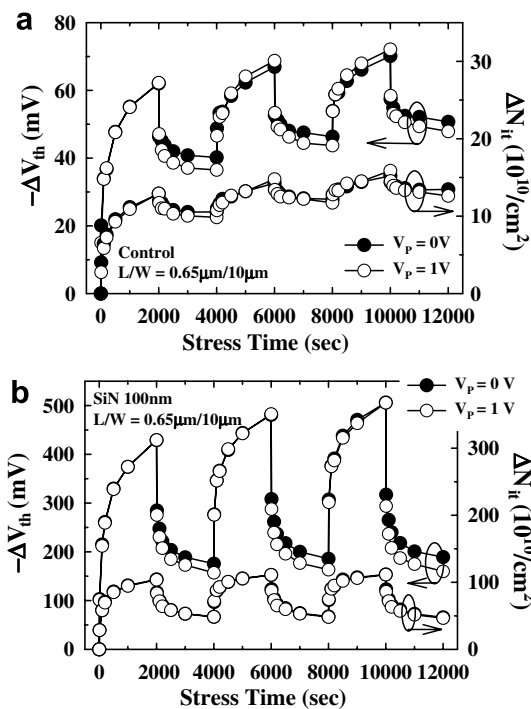 a
80
60
40
20
0
−ΔVth (mV)
30
20
10
0
ΔNit (10^10/cm^2)
Control
L/W = 0.65μm/10μm
VP = 0V
VP = 1V
0 2000 4000 6000 8000 10000 12000
Stress Time (sec)
b
500
400
300
200
100
0
−ΔVth (mV)
SiN 100nm
L/W = 0.65μm/10μm
VP = 0 V
VP = 1 V
300
200
100
0
ΔNit (10^10/cm^2)
0 2000 4000 6000 8000 10000 12000
Stress Time (sec)